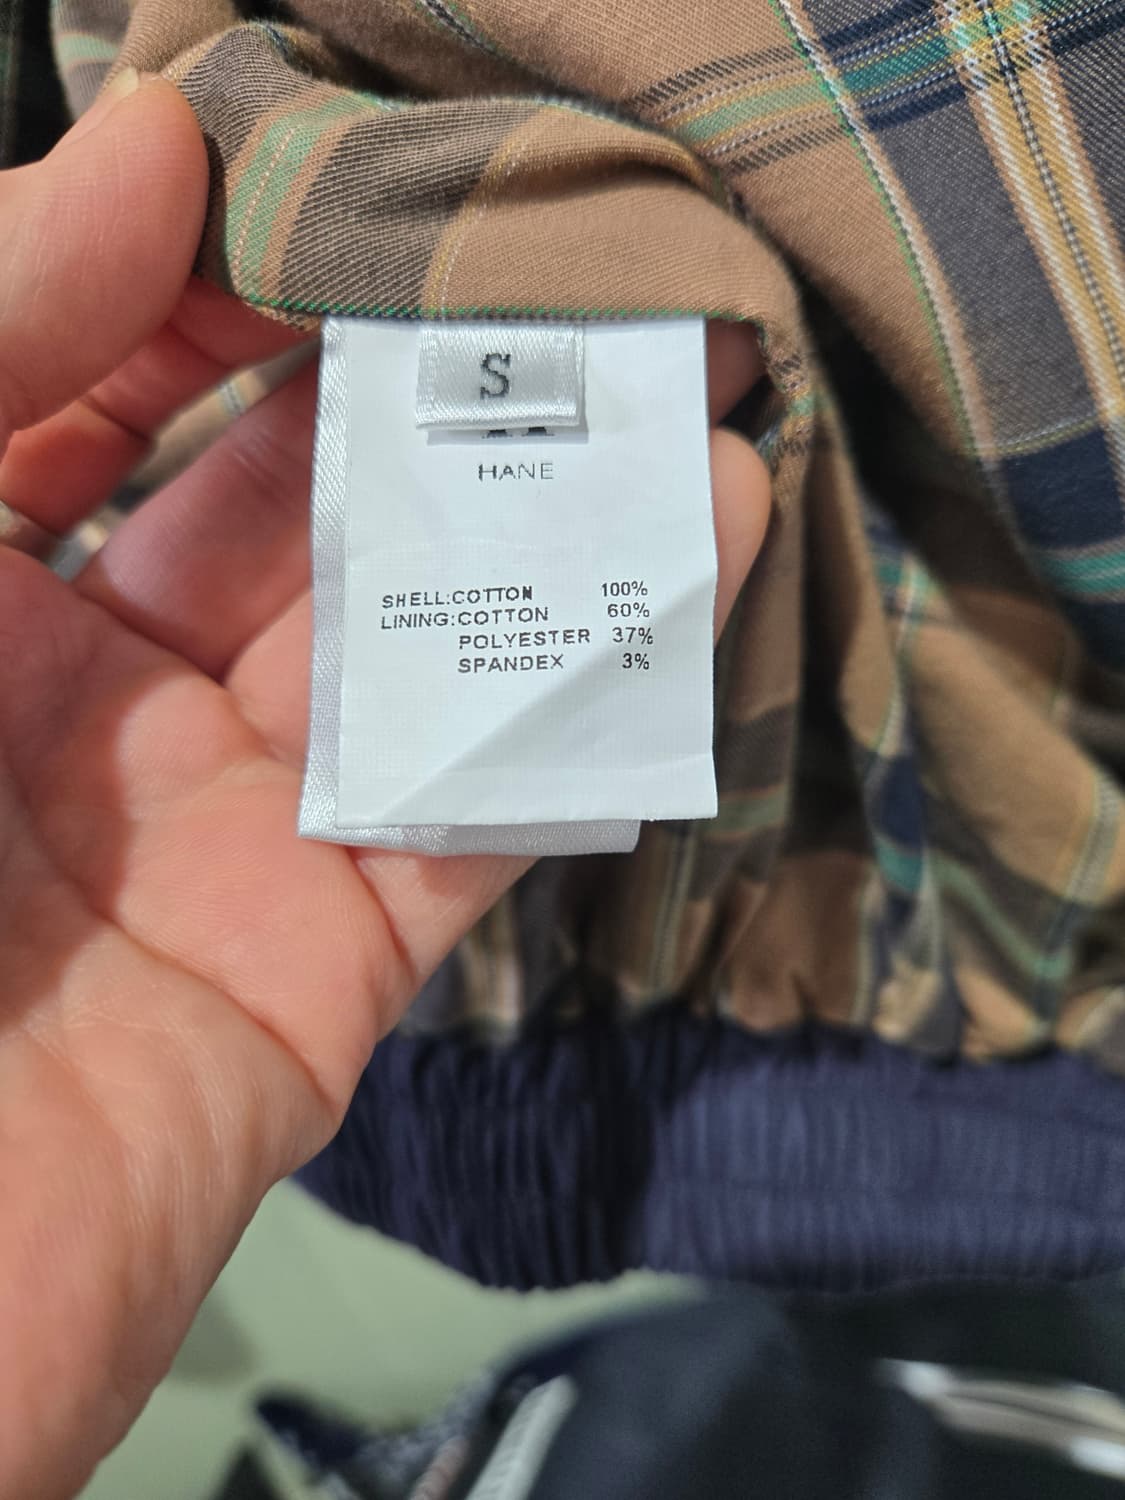 S
HANE
SHELL:COTTON 100%
LINING:COTTON 60%
POLYESTER 37%
SPANDEX 3%